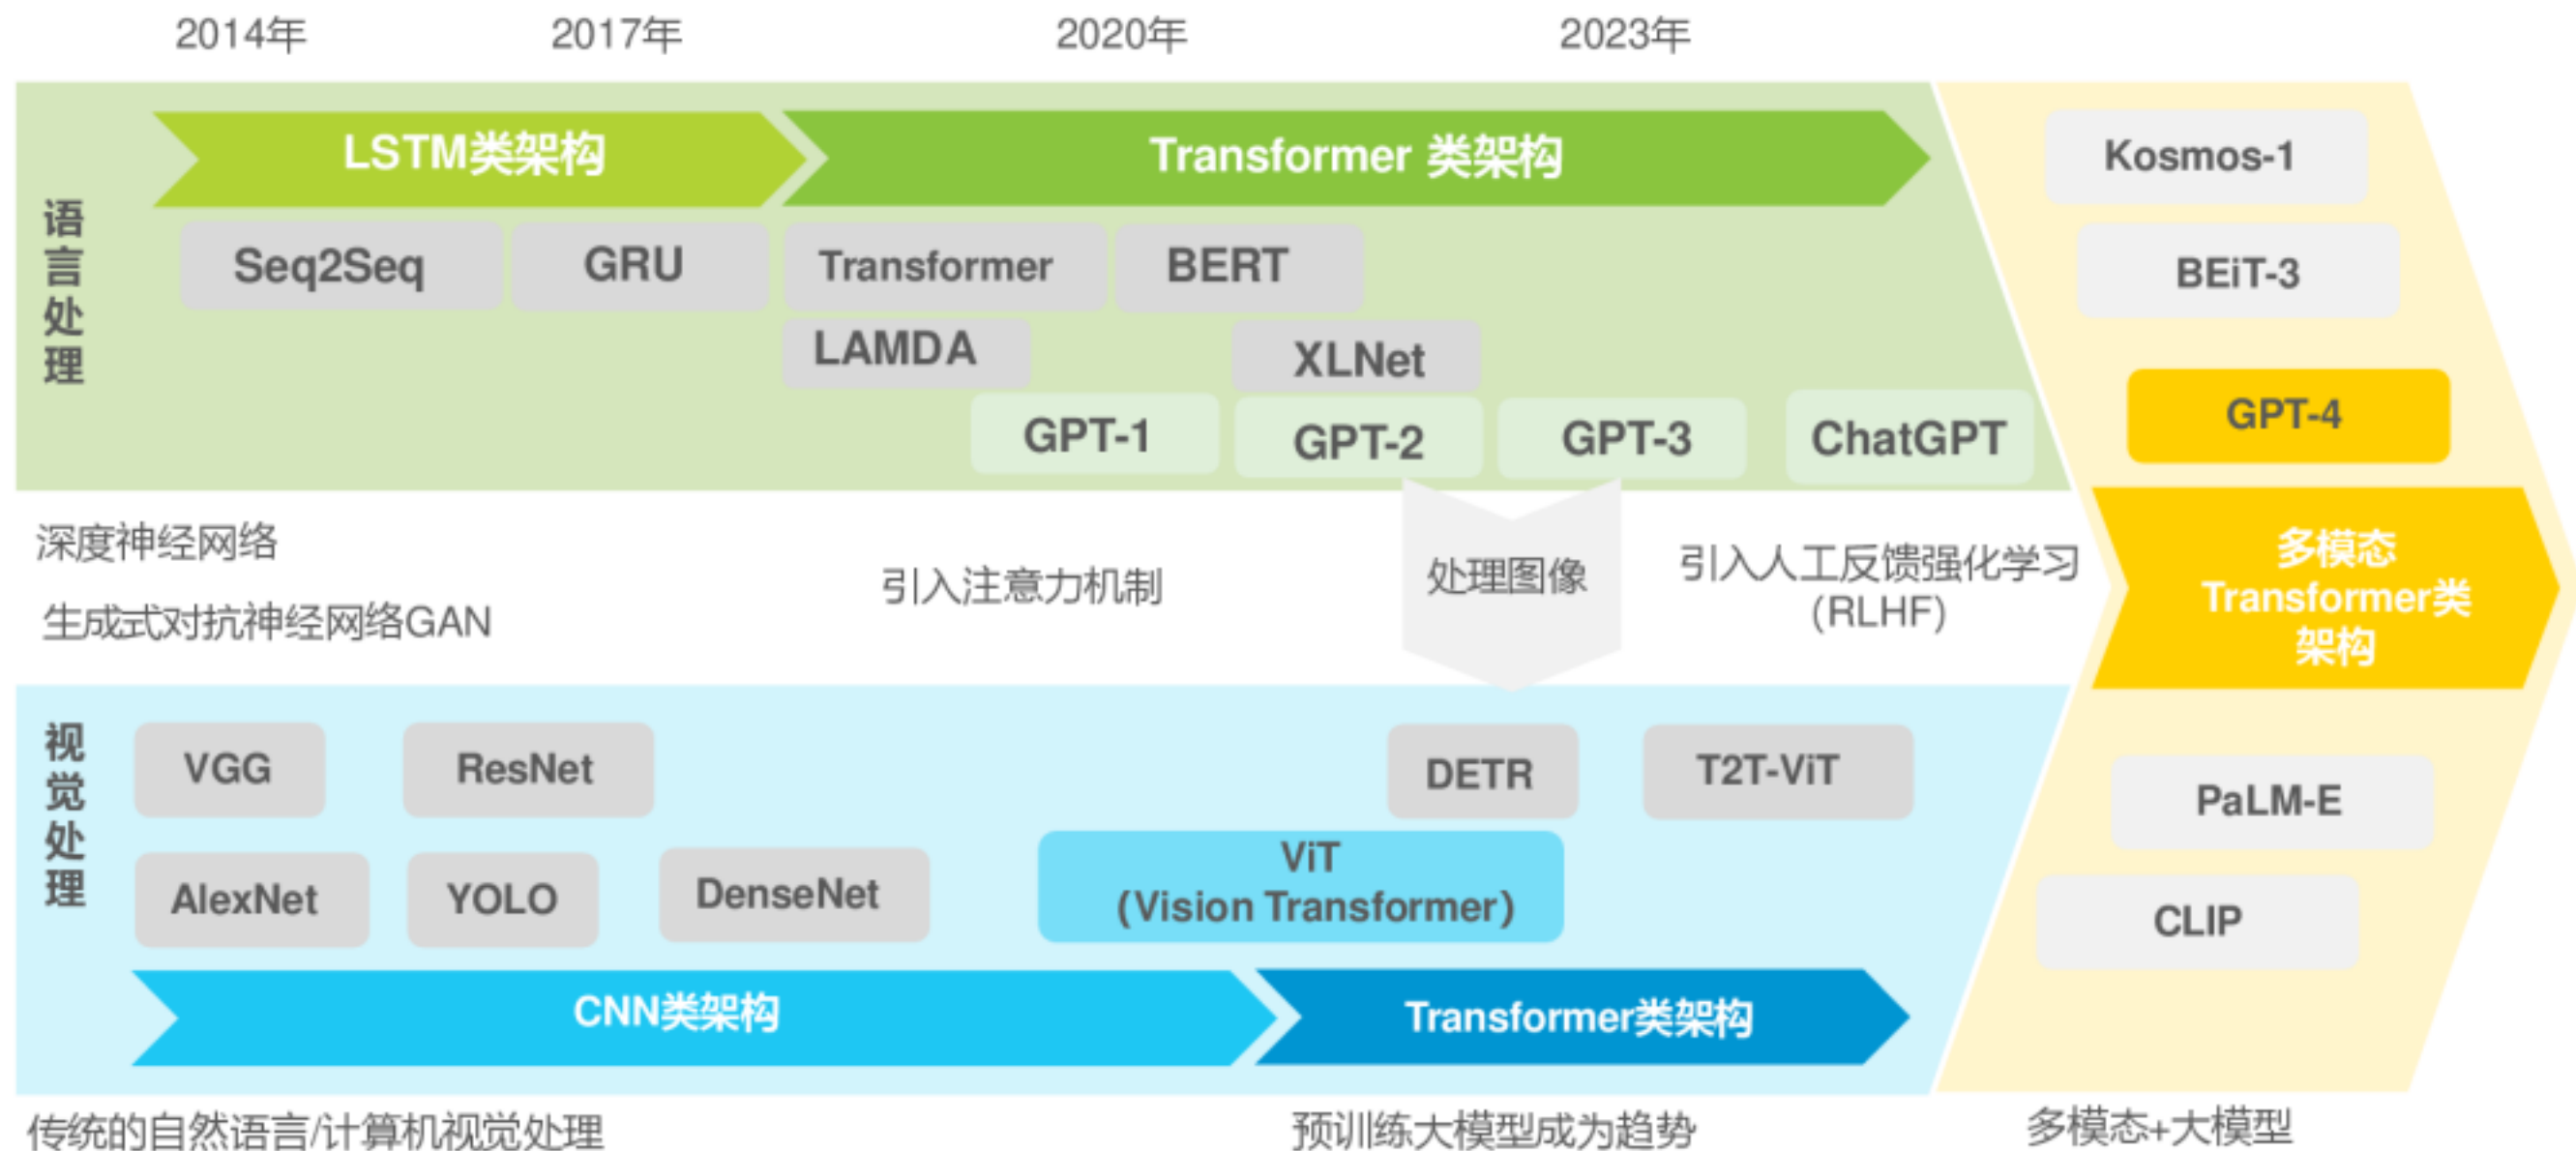 2014年
2017年
2020年
2023年
语言处理
LSTM类架构
Transformer 类架构
Seq2Seq
GRU
Transformer
BERT
LAMDA
XLNet
GPT-1
GPT-2
GPT-3
ChatGPT
深度神经网络
生成式对抗神经网络GAN
引入注意力机制
处理图像
引入人工反馈强化学习
(RLHF)
视觉处理
VGG
ResNet
DETR
T2T-ViT
AlexNet
YOLO
DenseNet
ViT
(Vision Transformer)
CNN类架构
Transformer类架构
Kosmos-1
BEiT-3
GPT-4
多模态
Transformer类
架构
PaLM-E
CLIP
传统的自然语言/计算机视觉处理
预训练大模型成为趋势
多模态+大模型